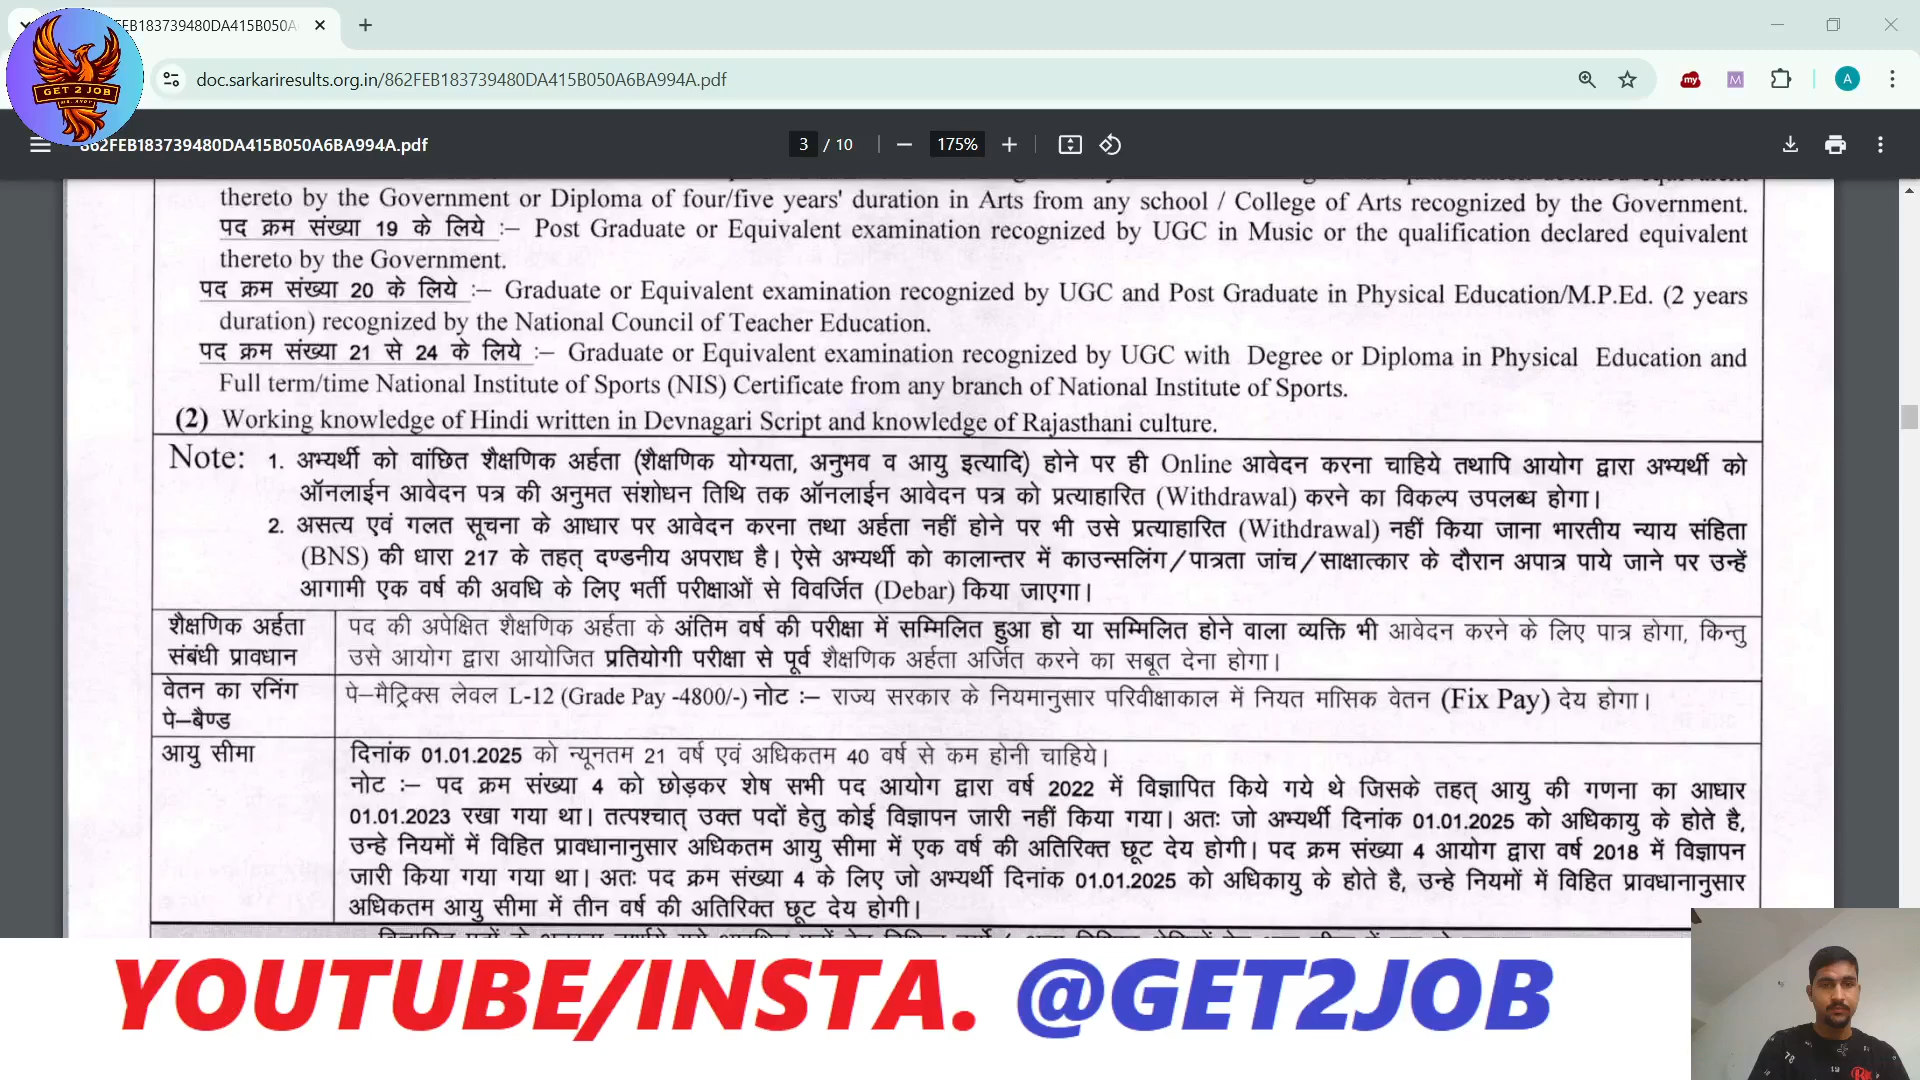 FEB183739480DA415B050A
GET 2 JOB
doc.sarkariresults.org.in/862FEB183739480DA415B050A6BA994A.pdf
my
M
A
862FEB183739480DA415B050A6BA994A.pdf
3 / 10
175%
thereto by the Government or Diploma of four/five years' duration in Arts from any school / College of Arts recognized by the Government.
पद क्रम संख्या 19 के लिये :– Post Graduate or Equivalent examination recognized by UGC in Music or the qualification declared equivalent
thereto by the Government.
पद क्रम संख्या 20 के लिये :– Graduate or Equivalent examination recognized by UGC and Post Graduate in Physical Education/M.P.Ed. (2 years
duration) recognized by the National Council of Teacher Education.
पद क्रम संख्या 21 से 24 के लिये :– Graduate or Equivalent examination recognized by UGC with Degree or Diploma in Physical Education and
Full term/time National Institute of Sports (NIS) Certificate from any branch of National Institute of Sports.
(2) Working knowledge of Hindi written in Devnagari Script and knowledge of Rajasthani culture.
Note: 1. अभ्यर्थी को वांछित शैक्षणिक अर्हता (शैक्षणिक योग्यता, अनुभव व आयु इत्यादि) होने पर ही Online आवेदन करना चाहिये तथापि आयोग द्वारा अभ्यर्थी को
ऑनलाईन आवेदन पत्र की अनुमत संशोधन तिथि तक ऑनलाईन आवेदन पत्र को प्रत्याहारित (Withdrawal) करने का विकल्प उपलब्ध होगा।
2. असत्य एवं गलत सूचना के आधार पर आवेदन करना तथा अर्हता नहीं होने पर भी उसे प्रत्याहारित (Withdrawal) नहीं किया जाना भारतीय न्याय संहिता
(BNS) की धारा 217 के तहत् दण्डनीय अपराध है। ऐसे अभ्यर्थी को कालान्तर में काउन्सलिंग/पात्रता जांच/साक्षात्कार के दौरान अपात्र पाये जाने पर उन्हें
आगामी एक वर्ष की अवधि के लिए भर्ती परीक्षाओं से विवर्जित (Debar) किया जाएगा।
शैक्षणिक अर्हता
संबंधी प्रावधान
पद की अपेक्षित शैक्षणिक अर्हता के अंतिम वर्ष की परीक्षा में सम्मिलित हुआ हो या सम्मिलित होने वाला व्यक्ति भी आवेदन करने के लिए पात्र होगा, किन्तु
उसे आयोग द्वारा आयोजित प्रतियोगी परीक्षा से पूर्व शैक्षणिक अर्हता अर्जित करने का सबूत देना होगा।
वेतन का रनिंग
पे–बैण्ड
पे–मैट्रिक्स लेवल L-12 (Grade Pay -4800/-) नोट :– राज्य सरकार के नियमानुसार परिवीक्षाकाल में नियत मासिक वेतन (Fix Pay) देय होगा।
आयु सीमा
दिनांक 01.01.2025 को न्यूनतम 21 वर्ष एवं अधिकतम 40 वर्ष से कम होनी चाहिये।
नोट :– पद क्रम संख्या 4 को छोड़कर शेष सभी पद आयोग द्वारा वर्ष 2022 में विज्ञापित किये गये थे जिसके तहत् आयु की गणना का आधार
01.01.2023 रखा गया था। तत्पश्चात् उक्त पदों हेतु कोई विज्ञापन जारी नहीं किया गया। अतः जो अभ्यर्थी दिनांक 01.01.2025 को अधिकायु के होते है,
उन्हे नियमों में विहित प्रावधानानुसार अधिकतम आयु सीमा में एक वर्ष की अतिरिक्त छूट देय होगी। पद क्रम संख्या 4 आयोग द्वारा वर्ष 2018 में विज्ञापन
जारी किया गया गया था। अतः पद क्रम संख्या 4 के लिए जो अभ्यर्थी दिनांक 01.01.2025 को अधिकायु के होते है, उन्हे नियमों में विहित प्रावधानानुसार
अधिकतम आयु सीमा में तीन वर्ष की अतिरिक्त छूट देय होगी।
YOUTUBE/INSTA. @GET2JOB